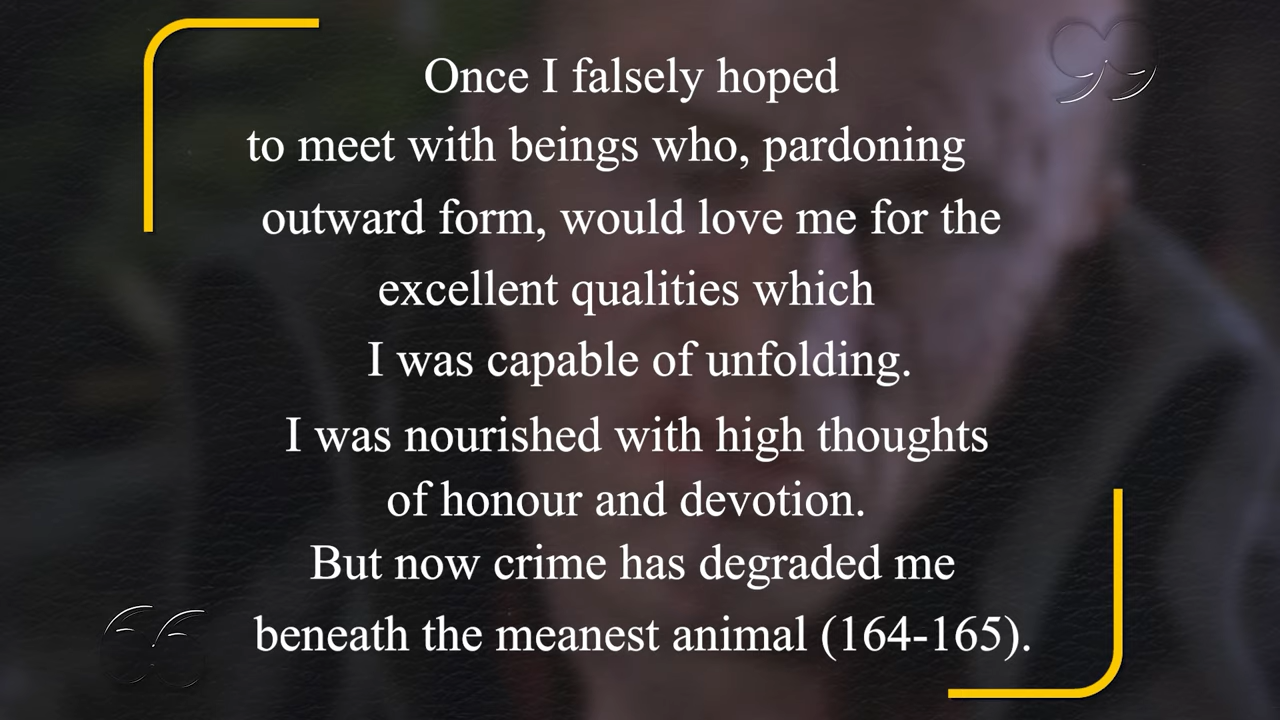 Once I falsely hoped
to meet with beings who, pardoning
outward form, would love me for the
excellent qualities which
I was capable of unfolding.
I was nourished with high thoughts
of honour and devotion.
But now crime has degraded me
beneath the meanest animal (164-165).